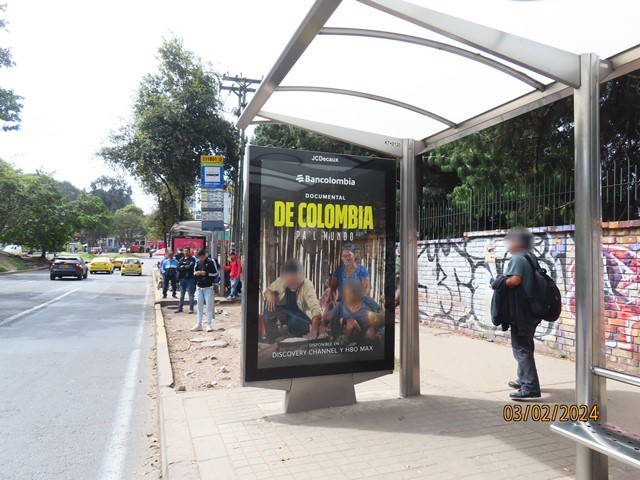 JCDecaux
Bancolombia
DOCUMENTAL
DE COLOMBIA
PA'L MUNDO
DISPONIBLE EN
DISCOVERY CHANNEL Y HBO MAX
03/02/2024